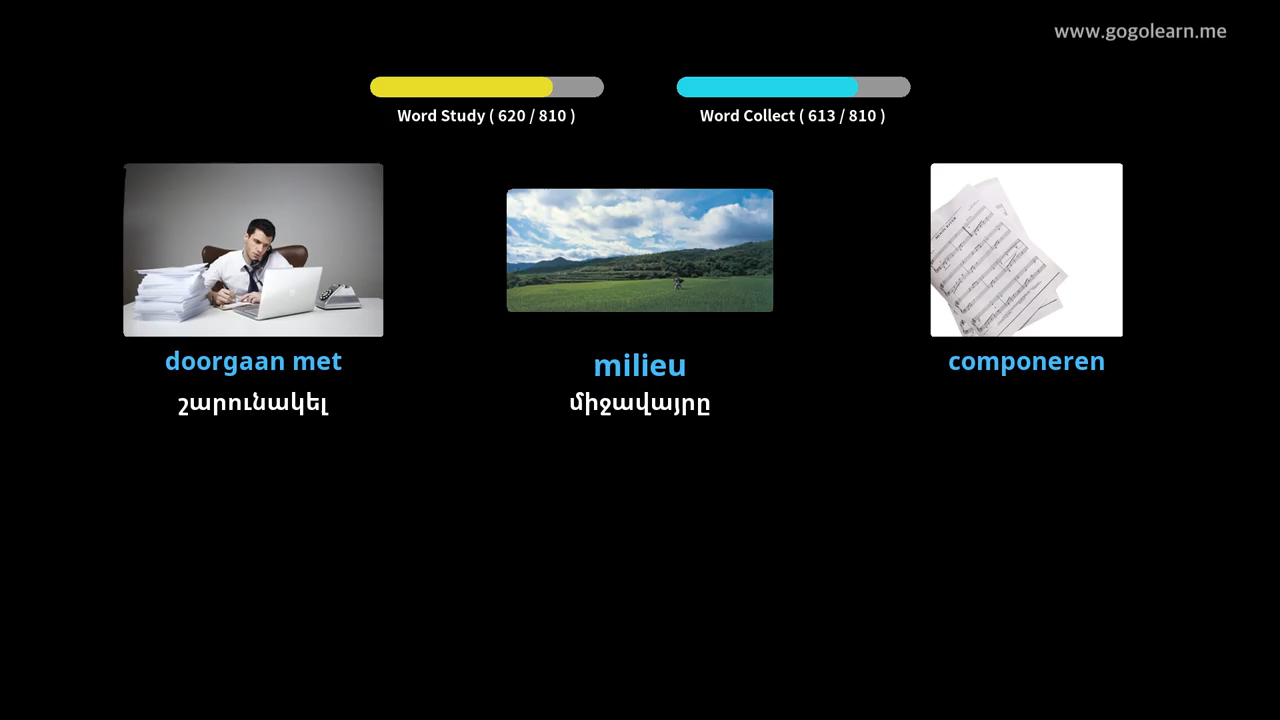 www.gogolearn.me
Word Study ( 620 / 810 )
Word Collect ( 613 / 810 )
doorgaan met
շարունակել
milieu
միջավայրը
componeren